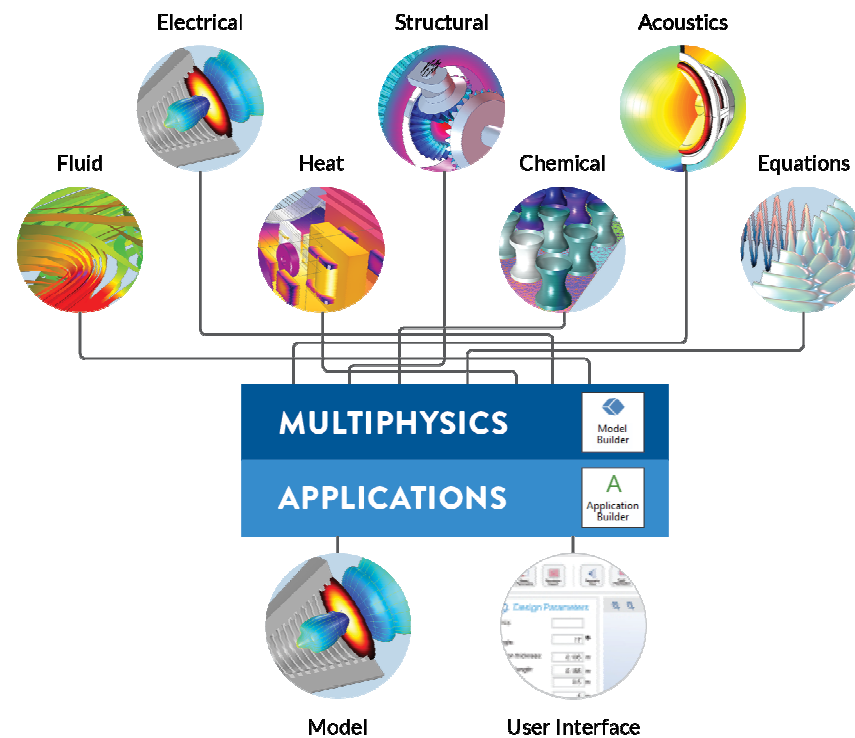 Electrical
Structural
Acoustics
Fluid
Heat
Chemical
Equations
MULTIPHYSICS
Model
Builder
APPLICATIONS
A
Application
Builder
Design Parameters
Model
User Interface